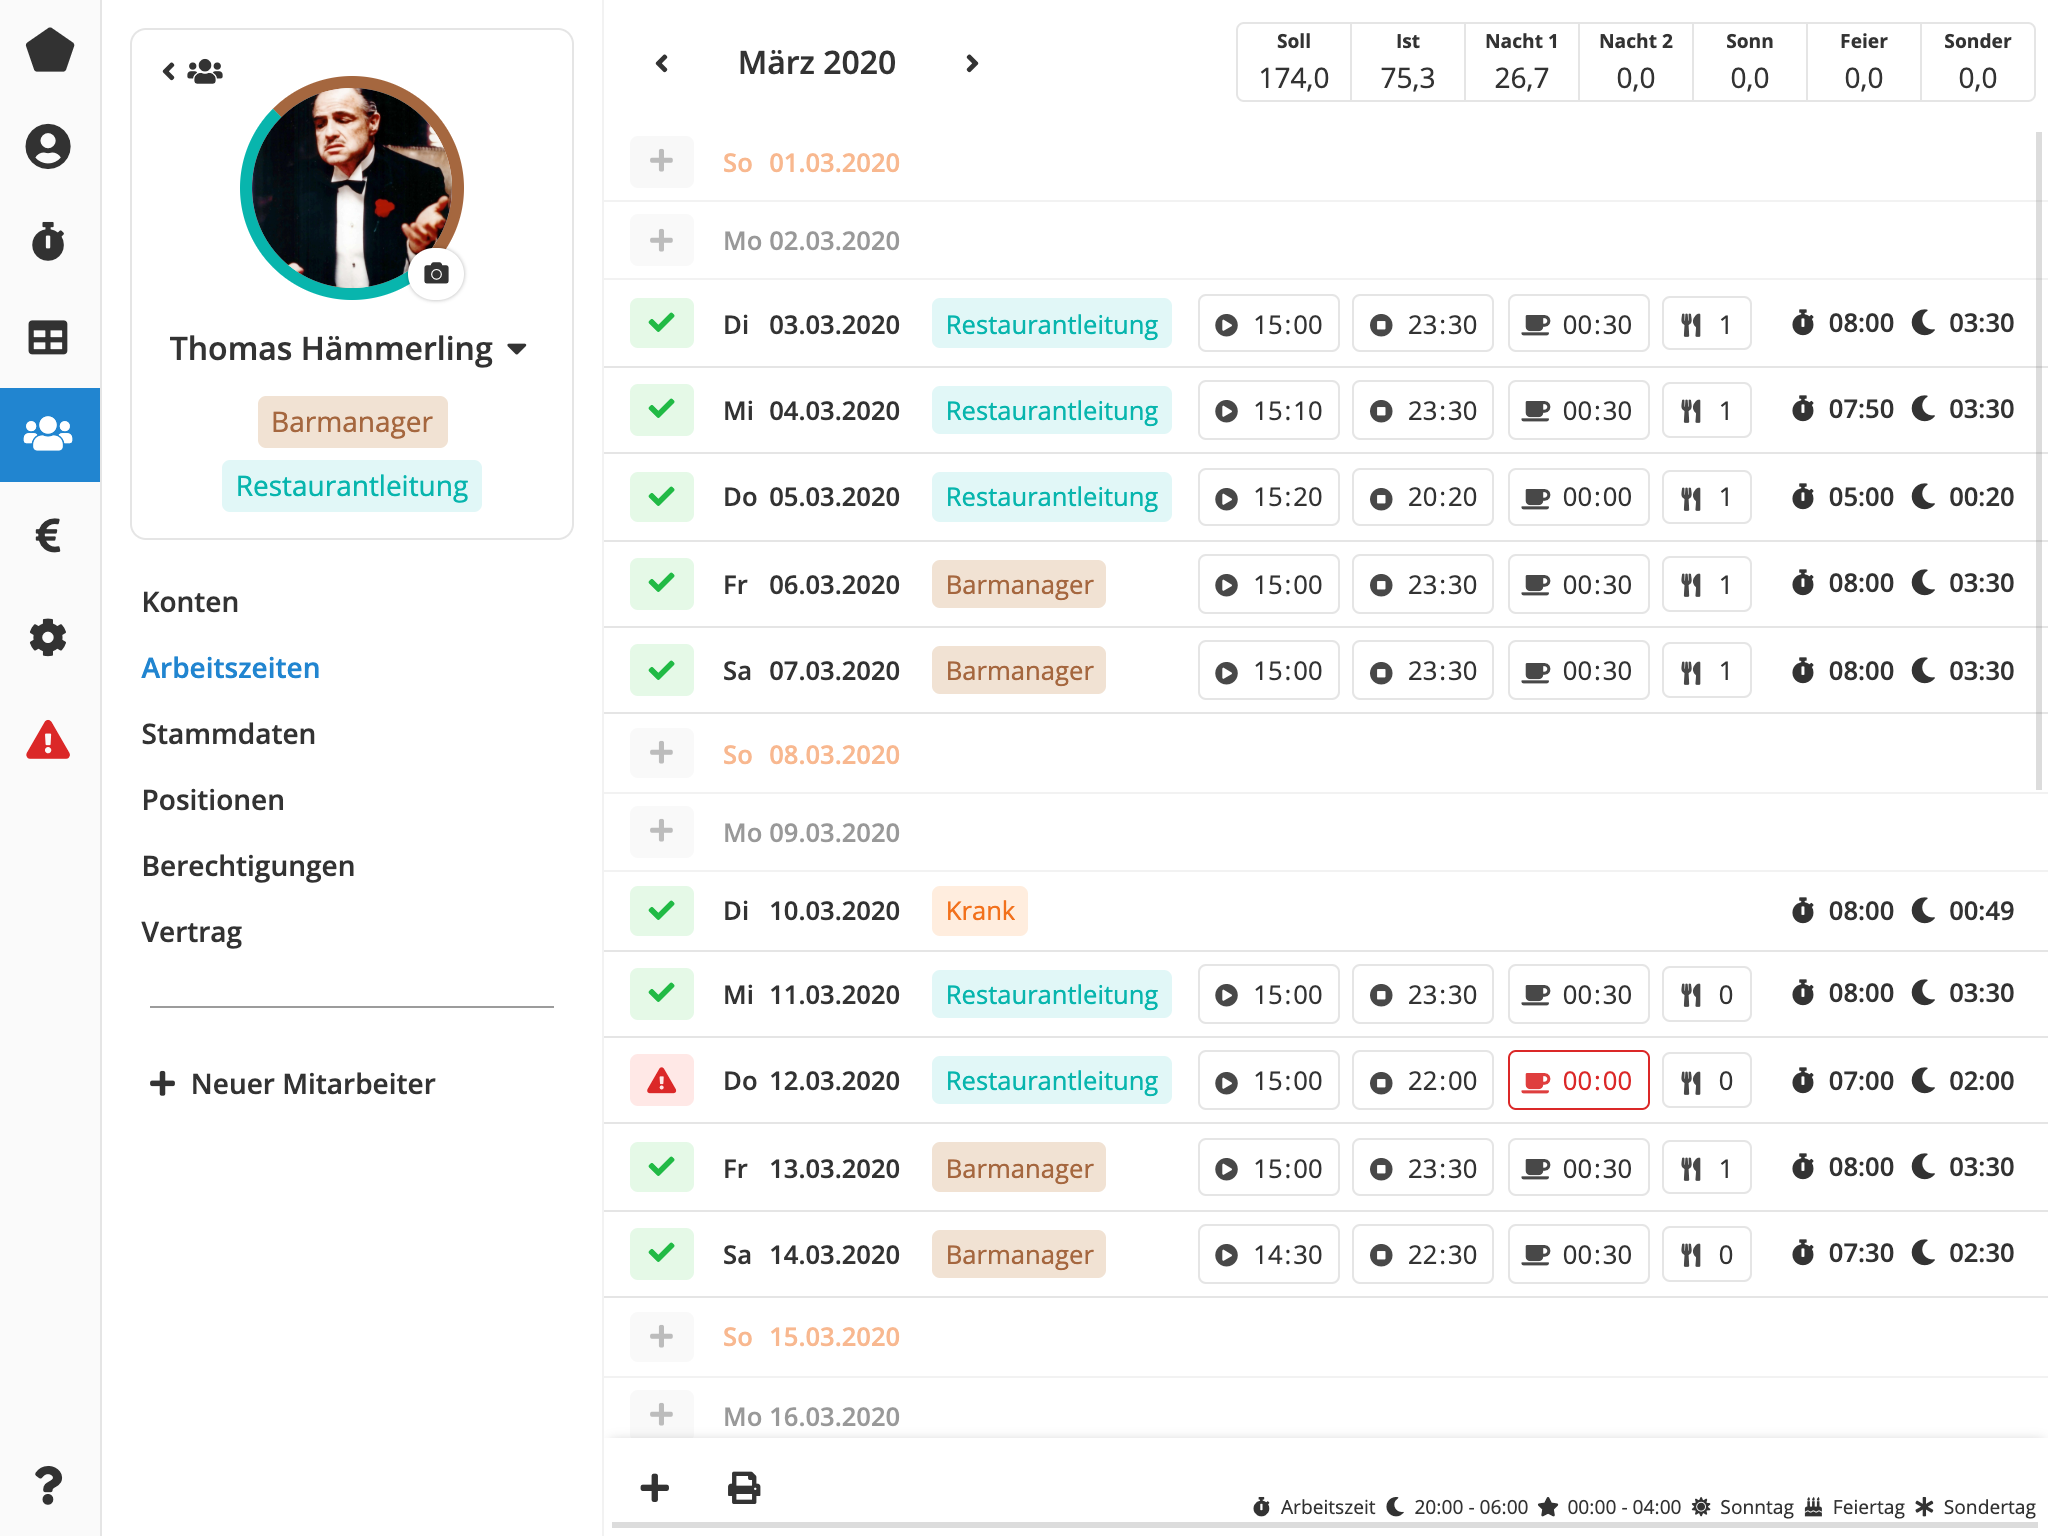 Thomas Hämmerling
Barmanager
Restaurantleitung
Konten
Arbeitszeiten
Stammdaten
Positionen
Berechtigungen
Vertrag
Neuer Mitarbeiter
März 2020
Soll Ist Nacht 1 Nacht 2 Sonn Feier Sonder
174,0 75,3 26,7 0,0 0,0 0,0 0,0
So 01.03.2020
Mo 02.03.2020
Di 03.03.2020 Restaurantleitung 15:00 23:30 00:30 1 08:00 03:30
Mi 04.03.2020 Restaurantleitung 15:10 23:30 00:30 1 07:50 03:30
Do 05.03.2020 Restaurantleitung 15:20 20:20 00:00 1 05:00 00:20
Fr 06.03.2020 Barmanager 15:00 23:30 00:30 1 08:00 03:30
Sa 07.03.2020 Barmanager 15:00 23:30 00:30 1 08:00 03:30
So 08.03.2020
Mo 09.03.2020
Di 10.03.2020 Krank 08:00 00:49
Mi 11.03.2020 Restaurantleitung 15:00 23:30 00:30 0 08:00 03:30
Do 12.03.2020 Restaurantleitung 15:00 22:00 00:00 0 07:00 02:00
Fr 13.03.2020 Barmanager 15:00 23:30 00:30 1 08:00 03:30
Sa 14.03.2020 Barmanager 14:30 22:30 00:30 0 07:30 02:30
So 15.03.2020
Mo 16.03.2020
Arbeitszeit 20:00 - 06:00 00:00 - 04:00 Sonntag Feiertag Sondertag